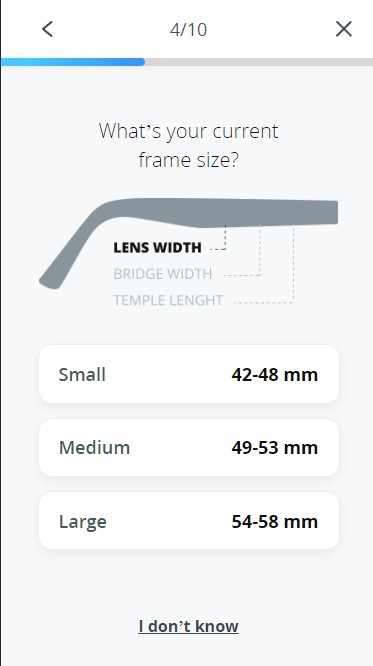 4/10
What's your current
frame size?
LENS WIDTH
BRIDGE WIDTH
TEMPLE LENGHT
Small 42-48 mm
Medium 49-53 mm
Large 54-58 mm
I don't know